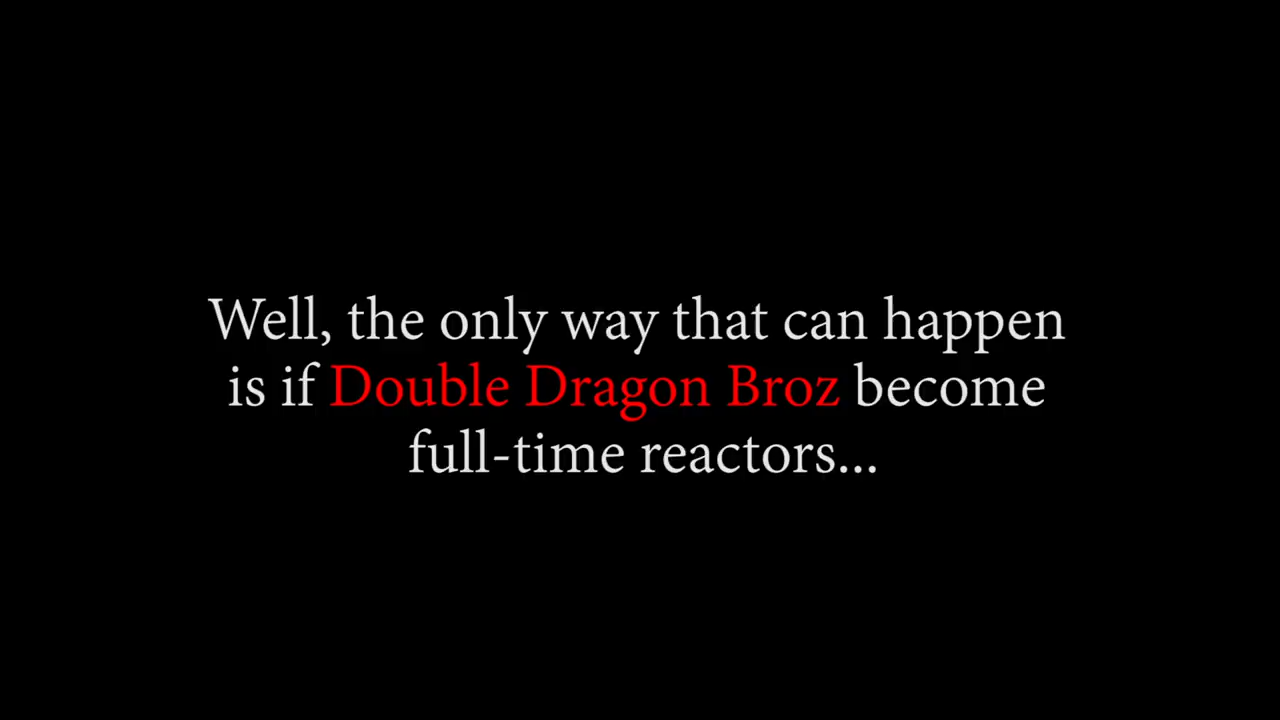 Well, the only way that can happen
is if Double Dragon Broz become
full-time reactors...